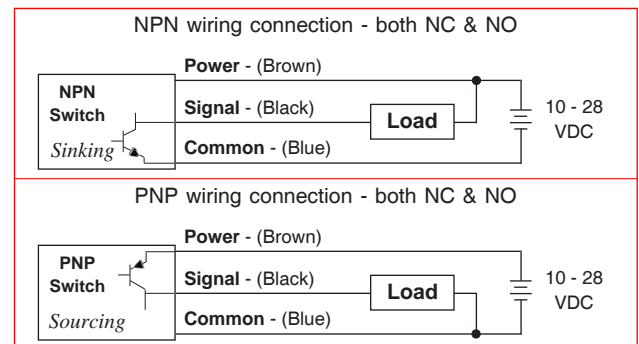 NPN wiring connection - both NC & NO
Power - (Brown)
NPN
Switch
Sinking
Signal - (Black)
Load
Common - (Blue)
10 - 28
VDC
PNP wiring connection - both NC & NO
Power - (Brown)
PNP
Switch
Sourcing
Signal - (Black)
Load
Common - (Blue)
10 - 28
VDC